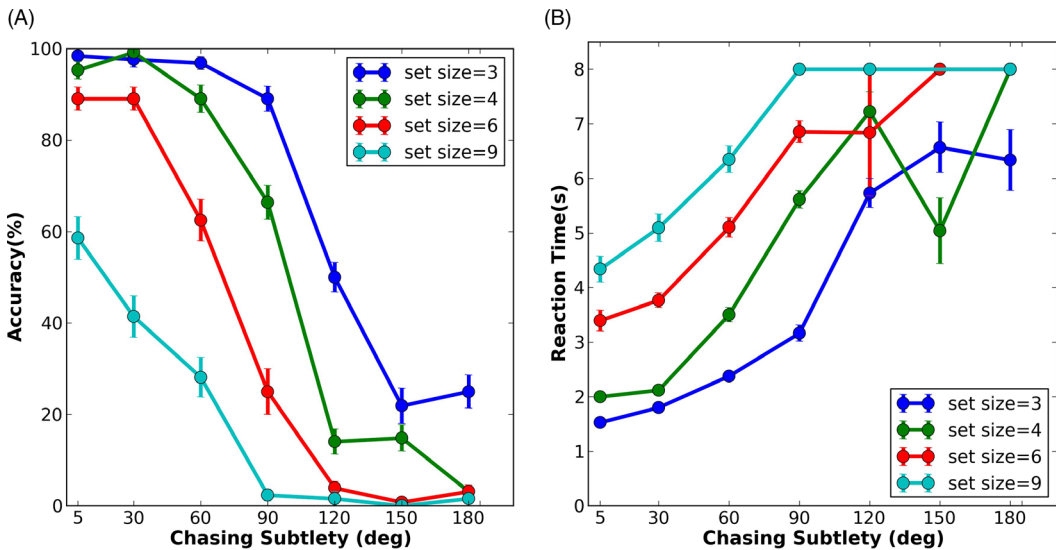 (A)
100
80
60
40
20
0
Accuracy(%)
5 30 60 90 120 150 180
Chasing Subtlety (deg)
set size=3
set size=4
set size=6
set size=9
(B)
8
7
6
5
4
3
2
1
0
Reaction Time(s)
5 30 60 90 120 150 180
Chasing Subtlety (deg)
set size=3
set size=4
set size=6
set size=9